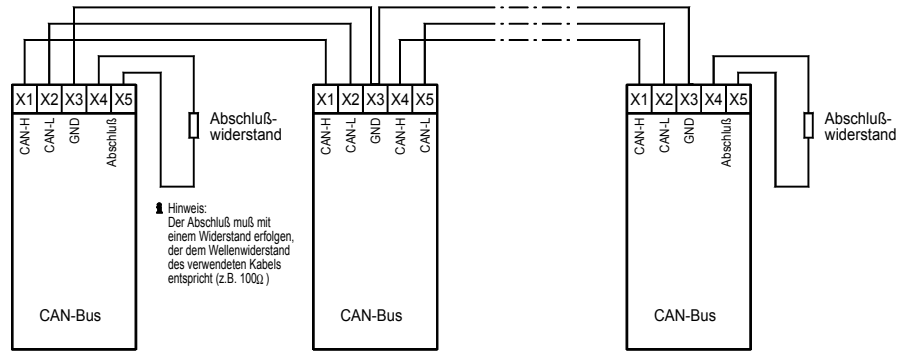 X1 X2 X3 X4 X5
CAN-H
CAN-L
GND
Abschluß
Abschluß-
widerstand
Hinweis:
Der Abschluß muß mit
einem Widerstand erfolgen,
der dem Wellenwiderstand
des verwendeten Kabels
entspricht (z.B. 100Ω )
CAN-Bus
X1 X2 X3 X4 X5
CAN-H
CAN-L
GND
CAN-H
CAN-L
CAN-Bus
X1 X2 X3 X4 X5
CAN-H
CAN-L
GND
Abschluß
Abschluß-
widerstand
CAN-Bus